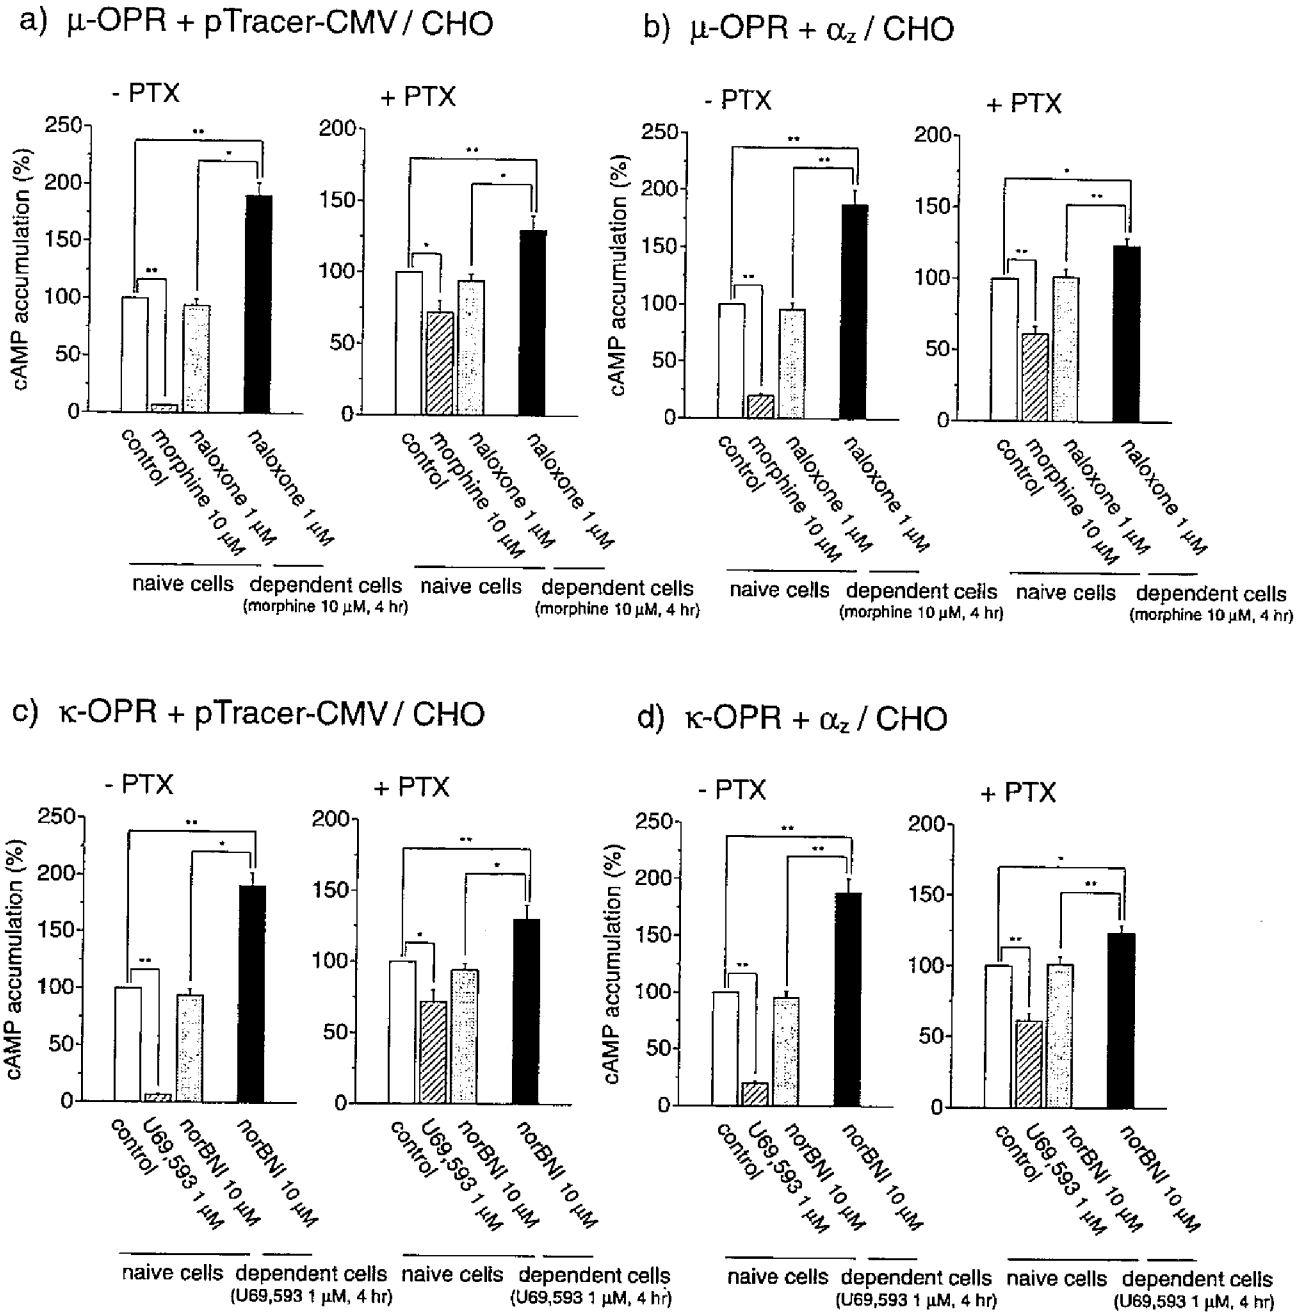 a) μ-OPR + pTracer-CMV / CHO
- PTX
+ PTX
cAMP accumulation (%)
250
200
150
100
50
0
**
*
**
control
morphine 10 μM
naloxone 1 μM
naloxone 1 μM
naive cells
dependent cells
(morphine 10 μM, 4 hr)
200
150
100
50
0
**
*
*
control
morphine 10 μM
naloxone 1 μM
naloxone 1 μM
naive cells
dependent cells
(morphine 10 μM, 4 hr)
b) μ-OPR + αz / CHO
- PTX
+ PTX
cAMP accumulation (%)
250
200
150
100
50
0
**
**
**
control
morphine 10 μM
naloxone 1 μM
naloxone 1 μM
naive cells
dependent cells
(morphine 10 μM, 4 hr)
200
150
100
50
0
*
**
**
control
morphine 10 μM
naloxone 1 μM
naloxone 1 μM
naive cells
dependent cells
(morphine 10 μM, 4 hr)
c) κ-OPR + pTracer-CMV / CHO
- PTX
+ PTX
cAMP accumulation (%)
250
200
150
100
50
0
**
*
**
control
U69,593 1 μM
norBNI 10 μM
norBNI 10 μM
naive cells
dependent cells
(U69,593 1 μM, 4 hr)
200
150
100
50
0
**
*
*
control
U69,593 1 μM
norBNI 10 μM
norBNI 10 μM
naive cells
dependent cells
(U69,593 1 μM, 4 hr)
d) κ-OPR + αz / CHO
- PTX
+ PTX
cAMP accumulation (%)
250
200
150
100
50
0
**
**
**
control
U69,593 1 μM
norBNI 10 μM
norBNI 10 μM
naive cells
dependent cells
(U69,593 1 μM, 4 hr)
200
150
100
50
0
*
**
**
control
U69,593 1 μM
norBNI 10 μM
norBNI 10 μM
naive cells
dependent cells
(U69,593 1 μM, 4 hr)